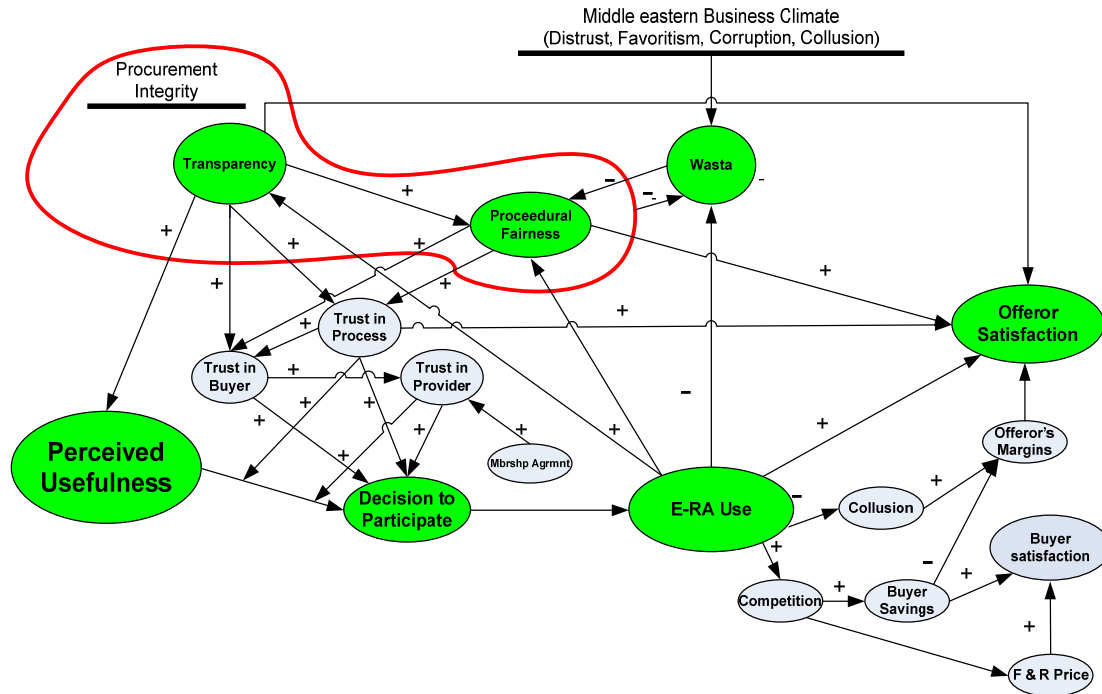 Middle eastern Business Climate
(Distrust, Favoritism, Corruption, Collusion)
Procurement
Integrity
Transparency
Wasta
-
+
+
-
-
-
Proceedural
Fairness
+
+
+
+
+
+
+
Offeror
Satisfaction
Trust in
Process
+
+
Trust in
Buyer
+
Trust in
Provider
-
+
+
+
+
+
+
+
+
Perceived
Usefulness
Mbrshp Agrmnt
Offeror's
Margins
+
Decision to
Participate
E-RA Use
-
Collusion
+
Buyer
satisfaction
+
-
+
Competition
+
Buyer
Savings
+
F & R Price